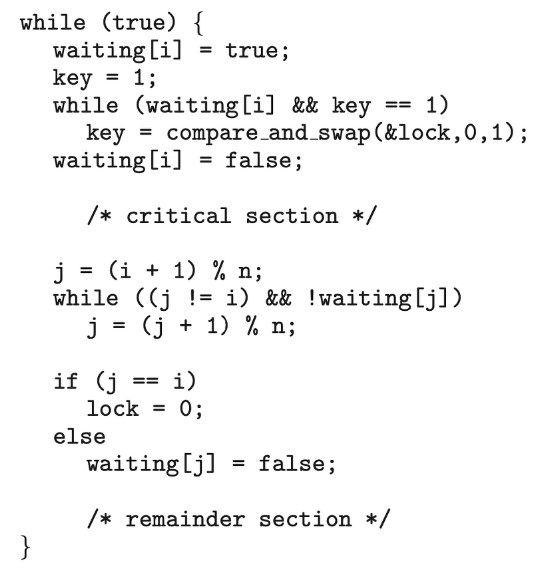 while (true) {
waiting[i] = true;
key = 1;
while (waiting[i] && key == 1)
key = compare_and_swap(&lock,0,1);
waiting[i] = false;
/* critical section */
j = (i + 1) % n;
while ((j != i) && !waiting[j])
j = (j + 1) % n;
if (j == i)
lock = 0;
else
waiting[j] = false;
/* remainder section */
}